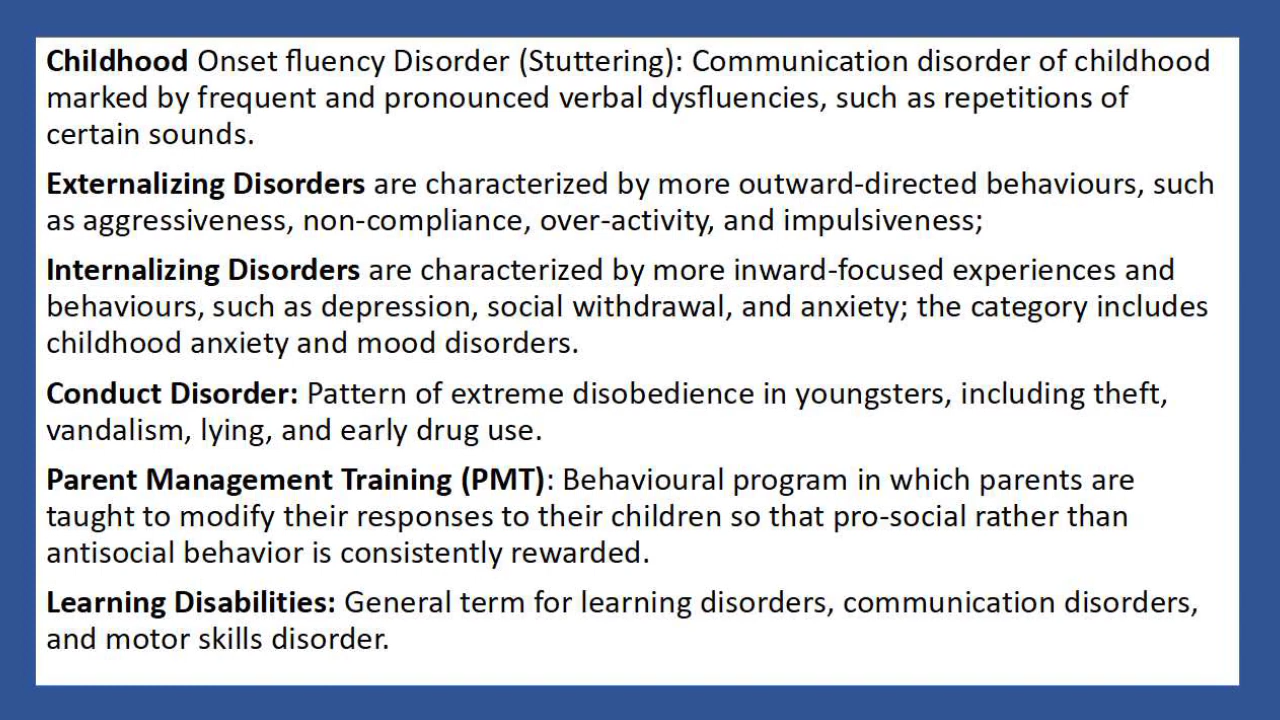 Childhood Onset fluency Disorder (Stuttering): Communication disorder of childhood
marked by frequent and pronounced verbal dysfluencies, such as repetitions of
certain sounds.
Externalizing Disorders are characterized by more outward-directed behaviours, such
as aggressiveness, non-compliance, over-activity, and impulsiveness;
Internalizing Disorders are characterized by more inward-focused experiences and
behaviours, such as depression, social withdrawal, and anxiety; the category includes
childhood anxiety and mood disorders.
Conduct Disorder: Pattern of extreme disobedience in youngsters, including theft,
vandalism, lying, and early drug use.
Parent Management Training (PMT): Behavioural program in which parents are
taught to modify their responses to their children so that pro-social rather than
antisocial behavior is consistently rewarded.
Learning Disabilities: General term for learning disorders, communication disorders,
and motor skills disorder.